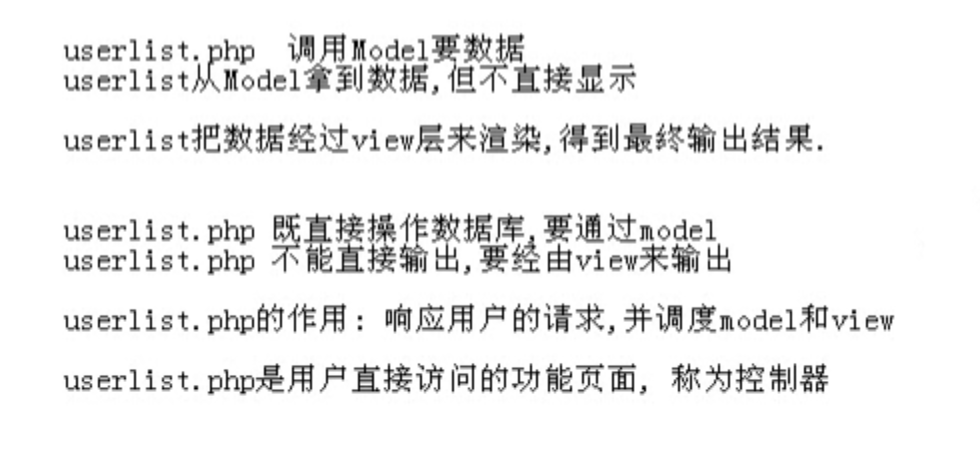 userlist.php  调用Model要数据
userlist从Model拿到数据,但不直接显示
userlist把数据经过view层来渲染,得到最终输出结果.
userlist.php 既直接操作数据库,要通过model
userlist.php 不能直接输出,要经由view来输出
userlist.php的作用: 响应用户的请求,并调度model和view
userlist.php是用户直接访问的功能页面, 称为控制器